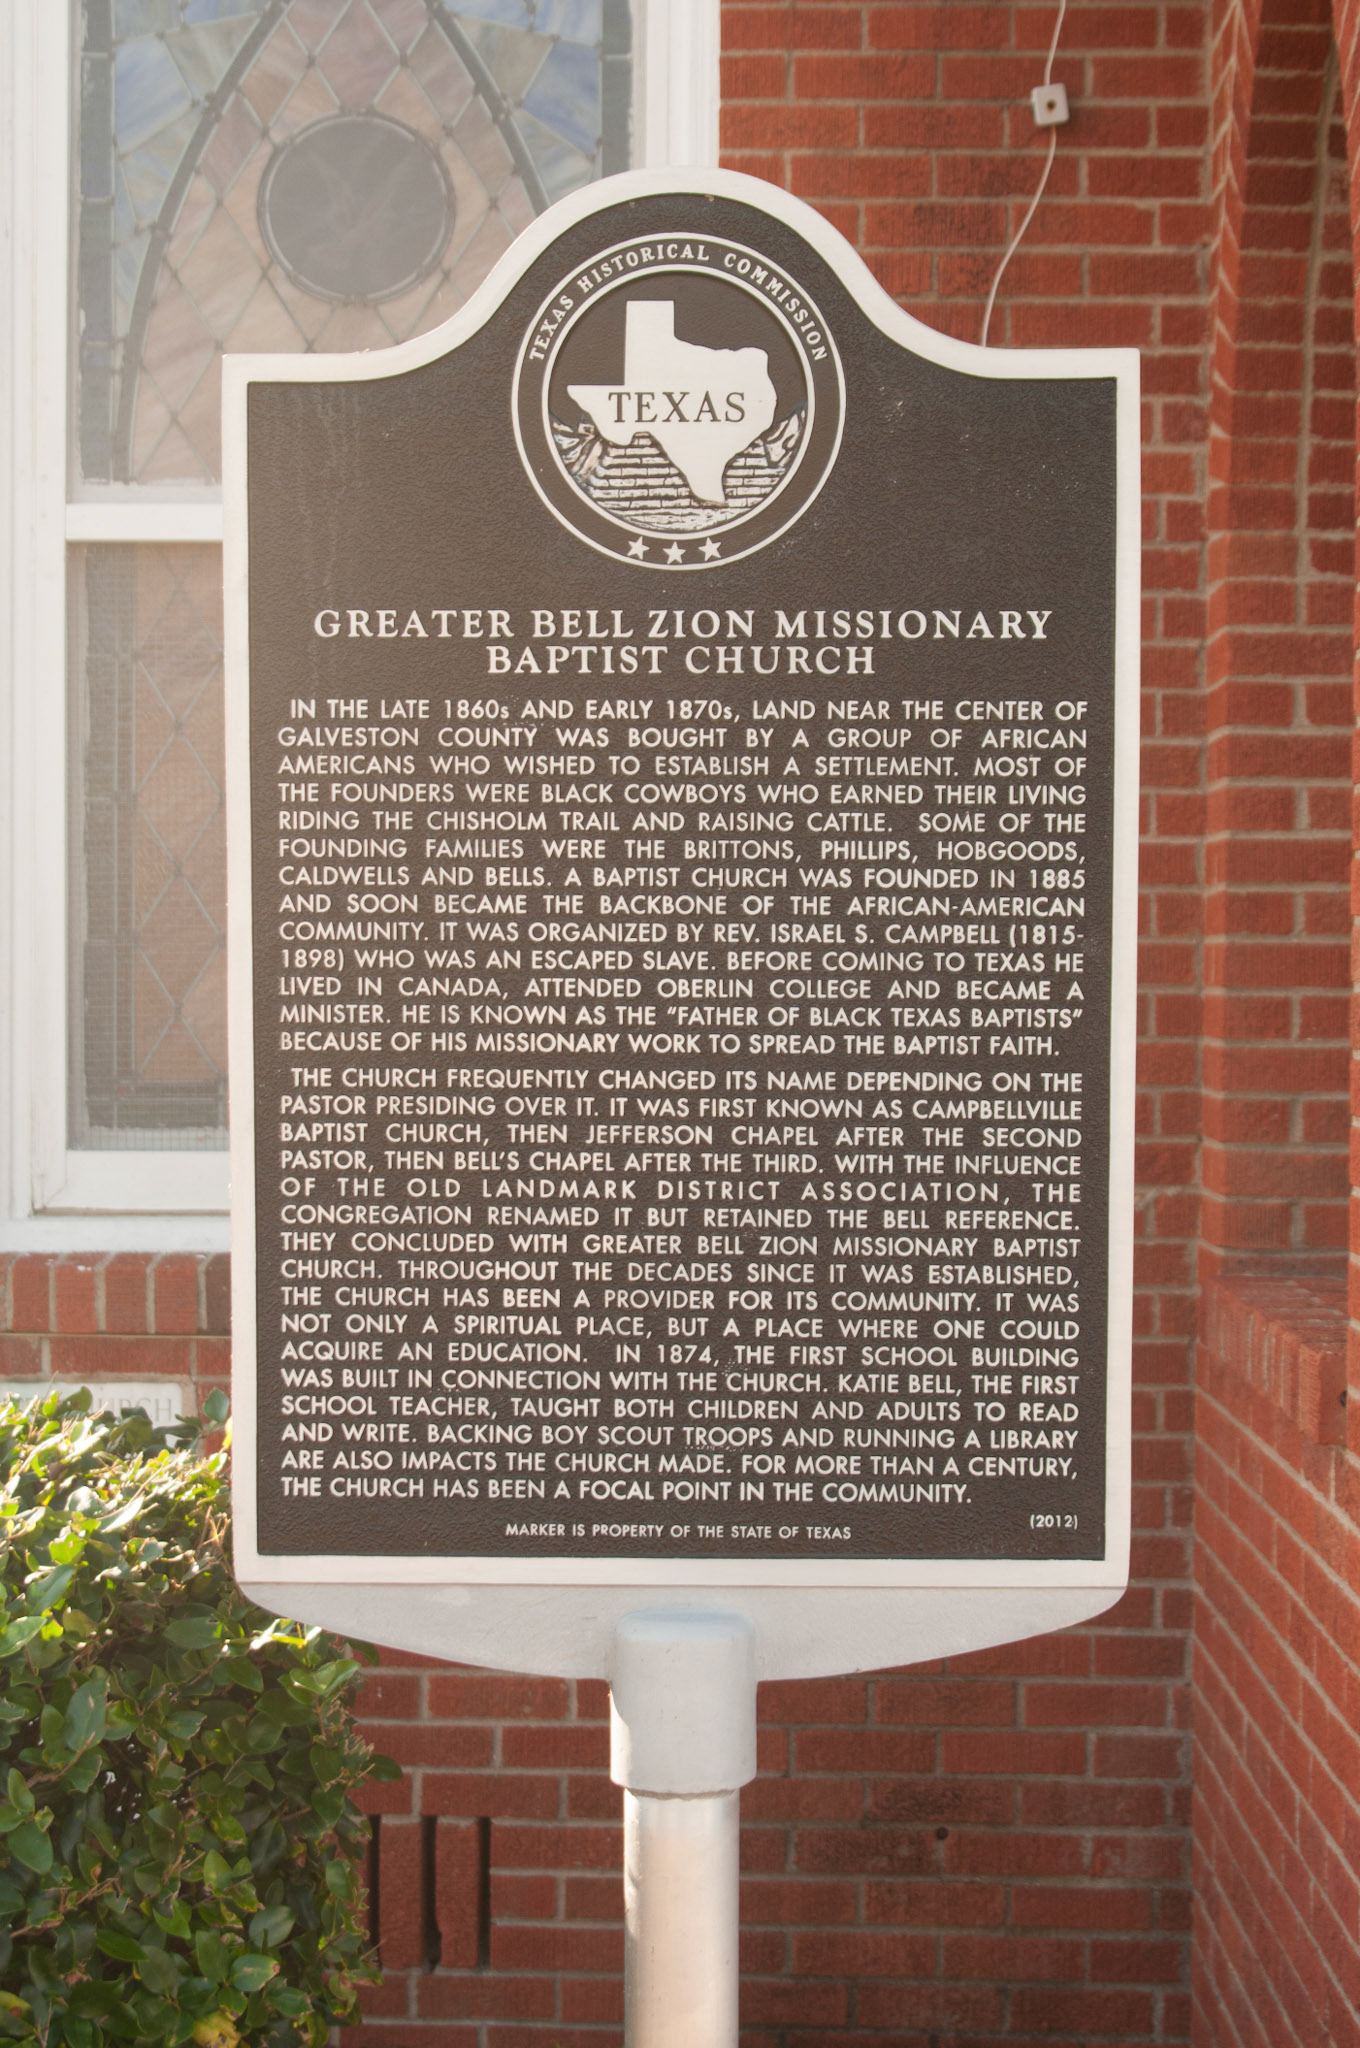 TEXAS HISTORICAL COMMISSION
TEXAS
GREATER BELL ZION MISSIONARY
BAPTIST CHURCH
IN THE LATE 1860s AND EARLY 1870s, LAND NEAR THE CENTER OF
GALVESTON COUNTY WAS BOUGHT BY A GROUP OF AFRICAN
AMERICANS WHO WISHED TO ESTABLISH A SETTLEMENT. MOST OF
THE FOUNDERS WERE BLACK COWBOYS WHO EARNED THEIR LIVING
RIDING THE CHISHOLM TRAIL AND RAISING CATTLE. SOME OF THE
FOUNDING FAMILIES WERE THE BRITTONS, PHILLIPS, HOBGOODS,
CALDWELLS AND BELLS. A BAPTIST CHURCH WAS FOUNDED IN 1885
AND SOON BECAME THE BACKBONE OF THE AFRICAN-AMERICAN
COMMUNITY. IT WAS ORGANIZED BY REV. ISRAEL S. CAMPBELL (1815-
1898) WHO WAS AN ESCAPED SLAVE. BEFORE COMING TO TEXAS HE
LIVED IN CANADA, ATTENDED OBERLIN COLLEGE AND BECAME A
MINISTER. HE IS KNOWN AS THE "FATHER OF BLACK TEXAS BAPTISTS"
BECAUSE OF HIS MISSIONARY WORK TO SPREAD THE BAPTIST FAITH.
THE CHURCH FREQUENTLY CHANGED ITS NAME DEPENDING ON THE
PASTOR PRESIDING OVER IT. IT WAS FIRST KNOWN AS CAMPBELLVILLE
BAPTIST CHURCH, THEN JEFFERSON CHAPEL AFTER THE SECOND
PASTOR, THEN BELL'S CHAPEL AFTER THE THIRD. WITH THE INFLUENCE
OF THE OLD LANDMARK DISTRICT ASSOCIATION, THE
CONGREGATION RENAMED IT BUT RETAINED THE BELL REFERENCE.
THEY CONCLUDED WITH GREATER BELL ZION MISSIONARY BAPTIST
CHURCH. THROUGHOUT THE DECADES SINCE IT WAS ESTABLISHED,
THE CHURCH HAS BEEN A PROVIDER FOR ITS COMMUNITY. IT WAS
NOT ONLY A SPIRITUAL PLACE, BUT A PLACE WHERE ONE COULD
ACQUIRE AN EDUCATION. IN 1874, THE FIRST SCHOOL BUILDING
WAS BUILT IN CONNECTION WITH THE CHURCH. KATIE BELL, THE FIRST
SCHOOL TEACHER, TAUGHT BOTH CHILDREN AND ADULTS TO READ
AND WRITE. BACKING BOY SCOUT TROOPS AND RUNNING A LIBRARY
ARE ALSO IMPACTS THE CHURCH MADE. FOR MORE THAN A CENTURY,
THE CHURCH HAS BEEN A FOCAL POINT IN THE COMMUNITY.
(2012)
MARKER IS PROPERTY OF THE STATE OF TEXAS